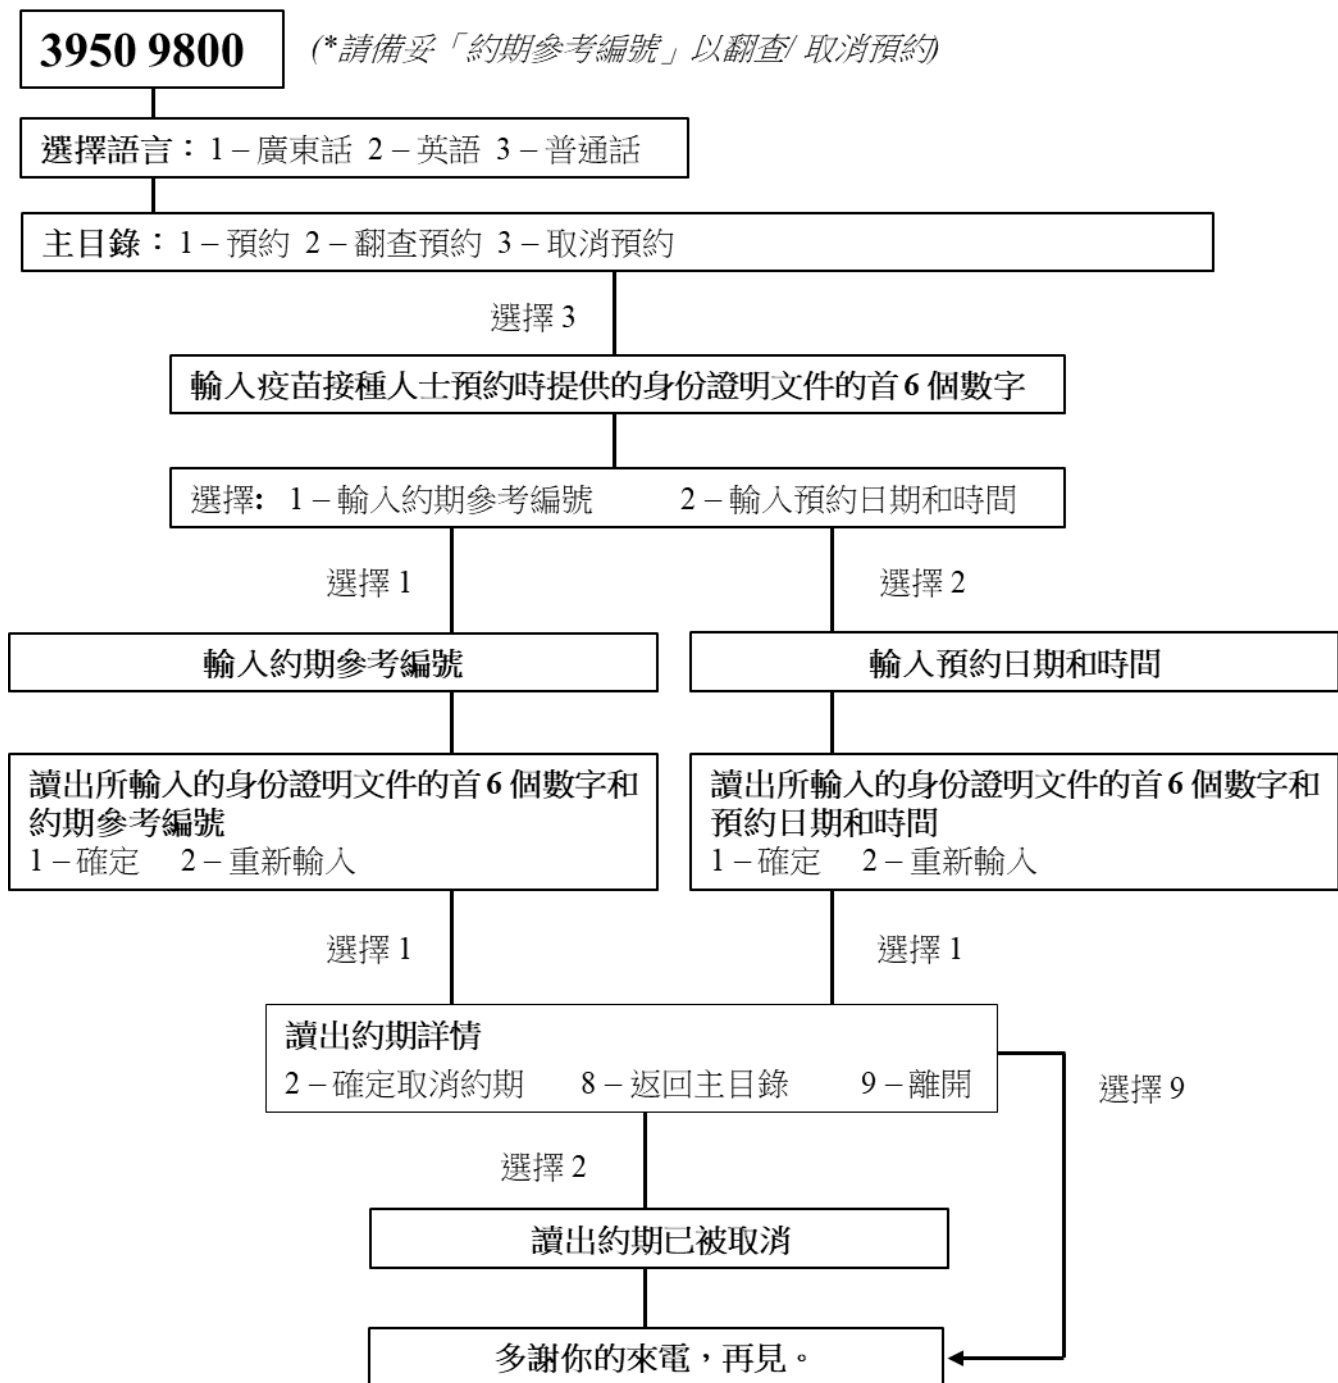 3950 9800 (*請備妥「約期參考編號」以翻查/ 取消預約)
選擇語言：1 – 廣東話 2 – 英語 3 – 普通話
主目錄：1 – 預約 2 – 翻查預約 3 – 取消預約
選擇 3
輸入疫苗接種人士預約時提供的身份證明文件的首 6 個數字
選擇: 1 – 輸入約期參考編號 2 – 輸入預約日期和時間
選擇 1
選擇 2
輸入約期參考編號
輸入預約日期和時間
讀出所輸入的身份證明文件的首 6 個數字和
約期參考編號
1 – 確定 2 – 重新輸入
讀出所輸入的身份證明文件的首 6 個數字和
預約日期和時間
1 – 確定 2 – 重新輸入
選擇 1
選擇 1
讀出約期詳情
2 – 確定取消約期 8 – 返回主目錄 9 – 離開
選擇 9
選擇 2
讀出約期已被取消
多謝你的來電，再見。